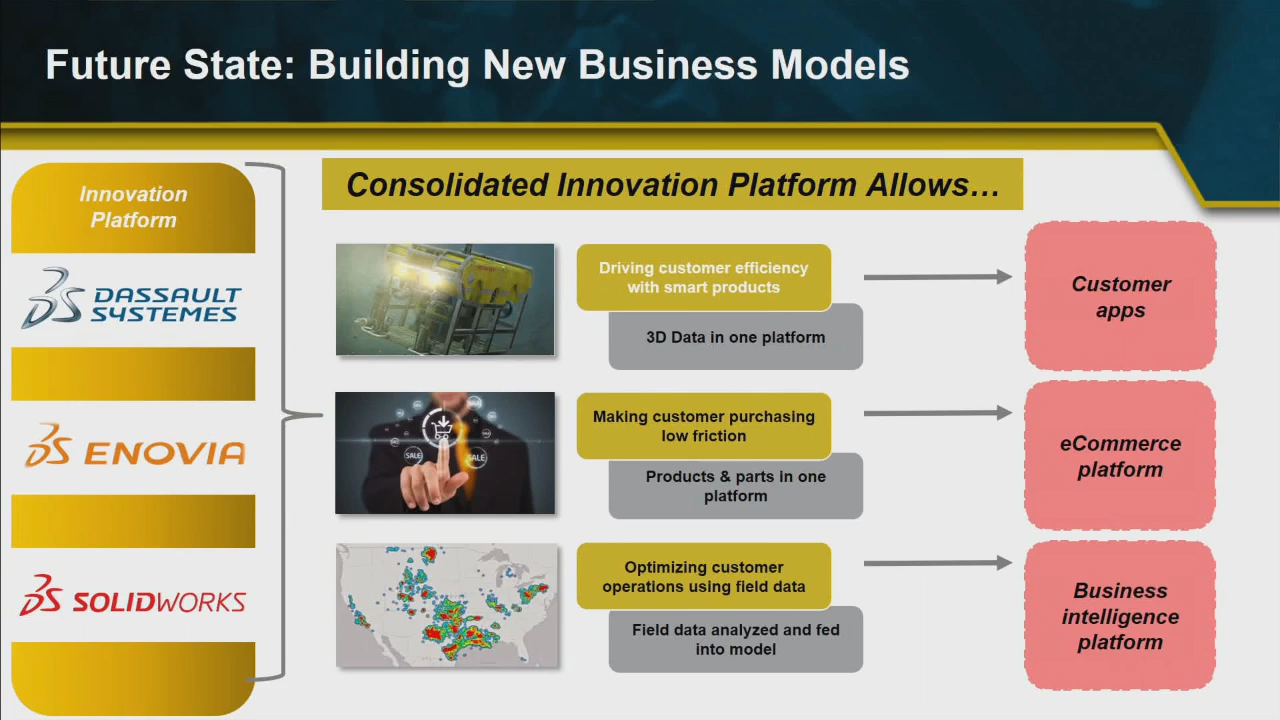 Future State: Building New Business Models
Innovation
Platform
DASSAULT
SYSTEMES
ENOVIA
SOLIDWORKS
Consolidated Innovation Platform Allows…
Driving customer efficiency
with smart products
3D Data in one platform
Customer
apps
SALE
SALE
Making customer purchasing
low friction
Products & parts in one
platform
eCommerce
platform
Optimizing customer
operations using field data
Field data analyzed and fed
into model
Business
intelligence
platform